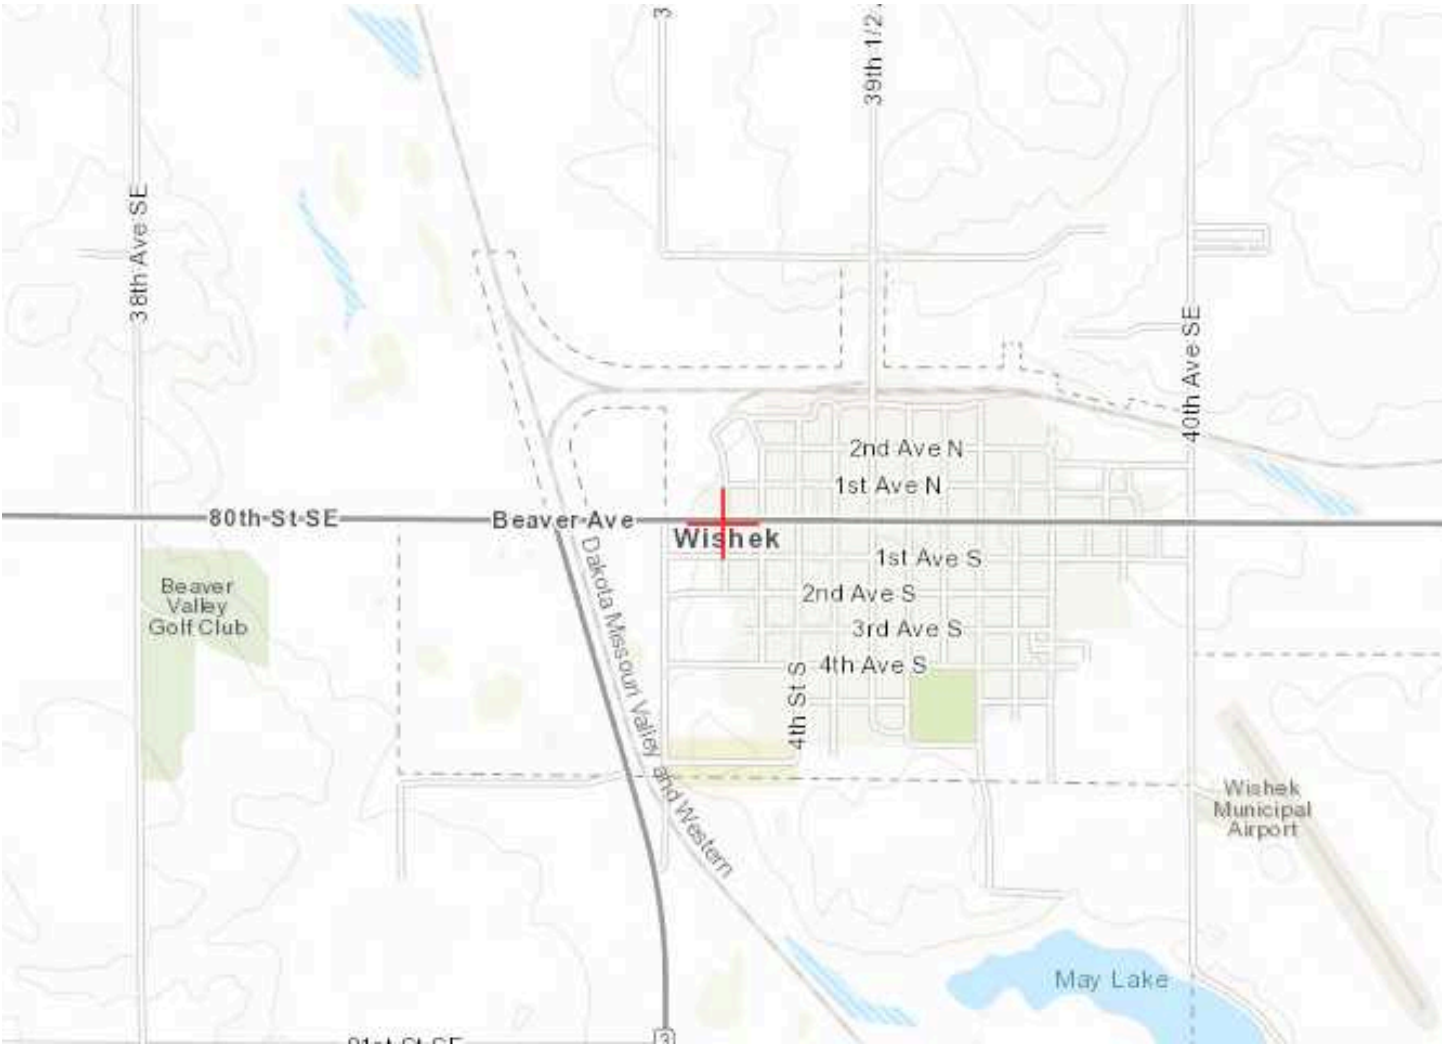 3
39th 1/2
38th Ave SE
40th Ave SE
2nd Ave N
1st Ave N
80th St SE
Beaver Ave
Wishek
1st Ave S
Beaver
Valley
Golf Club
2nd Ave S
3rd Ave S
4th Ave S
4th St S
Dakota Missouri Valley and Western
Wishek
Municipal
Airport
May Lake
3